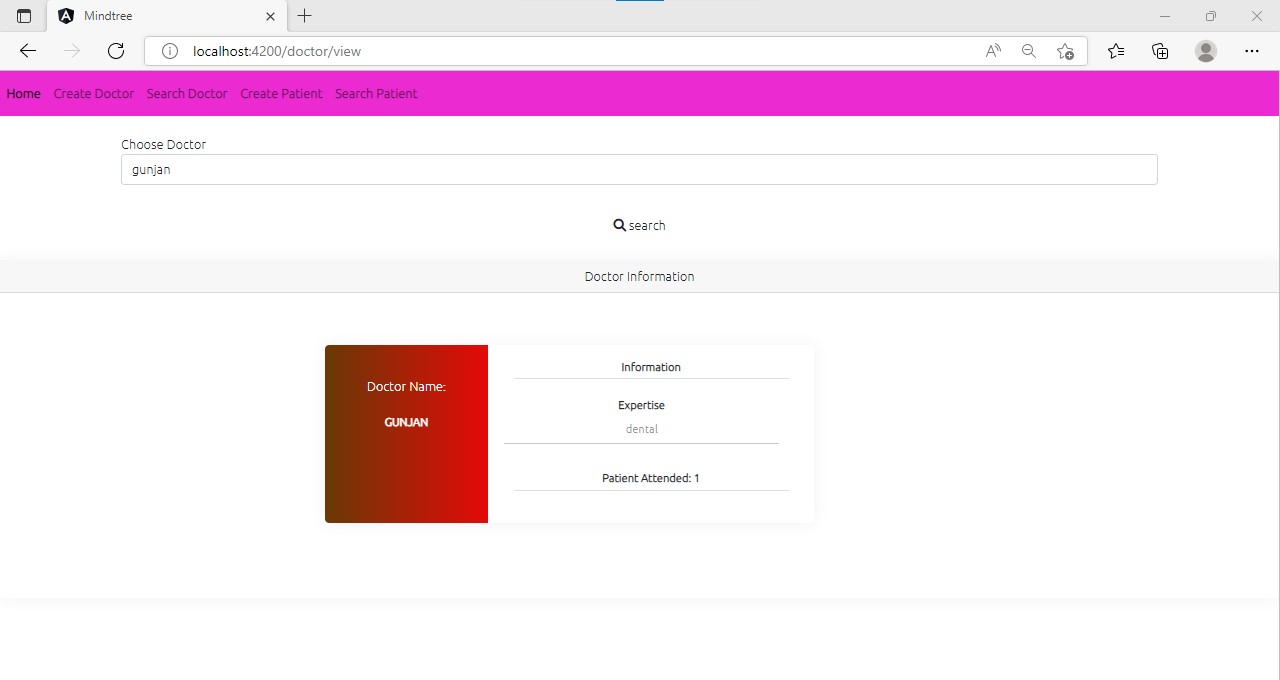 Mindtree
localhost:4200/doctor/view
Home Create Doctor Search Doctor Create Patient Search Patient
Choose Doctor
gunjan
search
Doctor Information
Doctor Name:
GUNJAN
Information
Expertise
dental
Patient Attended: 1